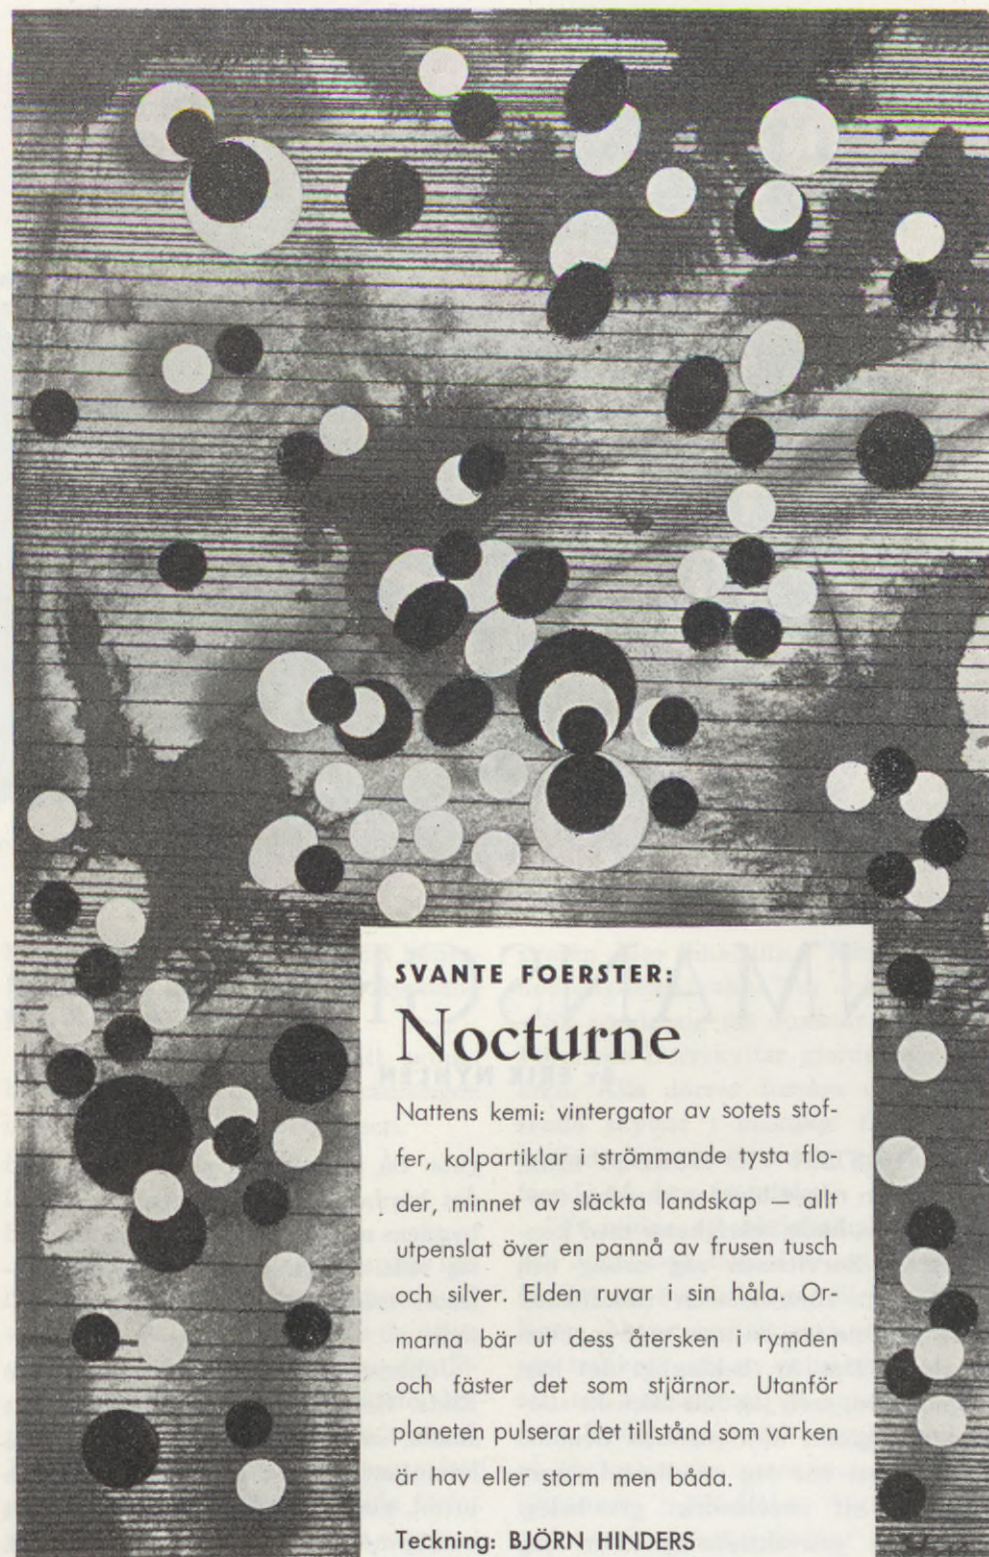 SVANTE FOERSTER:
Nocturne
Nattens kemi: vintergator av sotets stof-
fer, kolpartiklar i strömmande tysta flo-
der, minnet av släckta landskap — allt
utpenslat över en pannå av frusen tusch
och silver. Elden ruvar i sin håla. Or-
marna bär ut dess återsken i rymden
och fäster det som stjärnor. Utanför
planeten pulserar det tillstånd som varken
är hav eller storm men båda.
Teckning: BJÖRN HINDERS